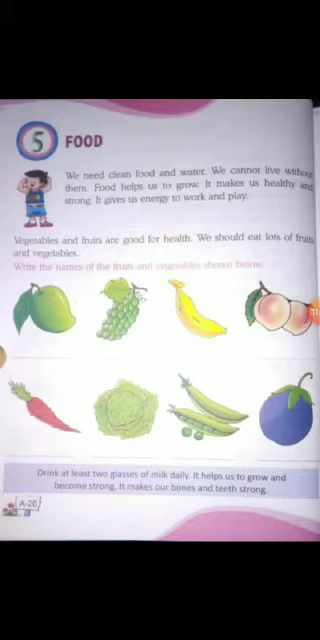 5 FOOD
We need clean food and water. We cannot live without
them. Food helps us to grow. It makes us healthy and
strong. It gives us energy to work and play.
Vegetables and fruits are good for health. We should eat lots of fruits
and vegetables.
Write the names of the fruits and vegetables shown below.
Drink at least two glasses of milk daily. It helps us to grow and
become strong. It makes our bones and teeth strong.
A-20